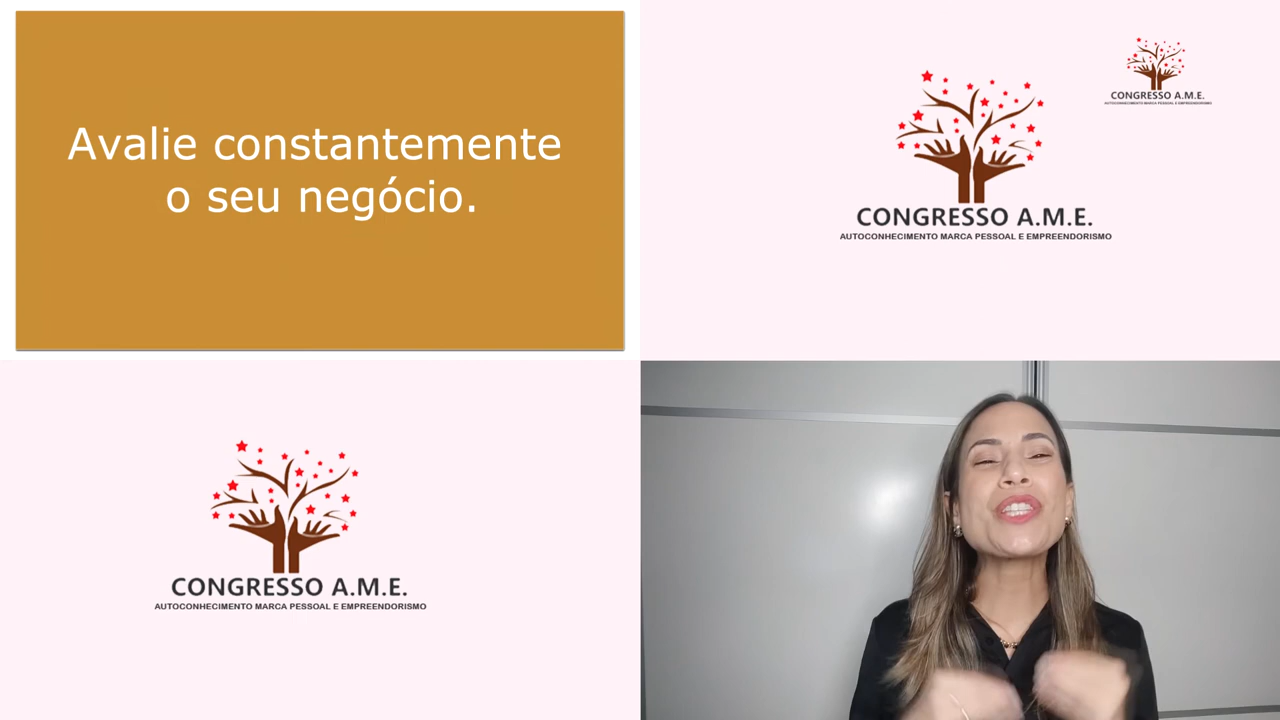 Avalie constantemente
o seu negócio.
CONGRESSO A.M.E.
AUTOCONHECIMENTO MARCA PESSOAL E EMPREENDORISMO
CONGRESSO A.M.E.
AUTOCONHECIMENTO MARCA PESSOAL E EMPREENDORISMO
CONGRESSO A.M.E.
AUTOCONHECIMENTO MARCA PESSOAL E EMPREENDORISMO